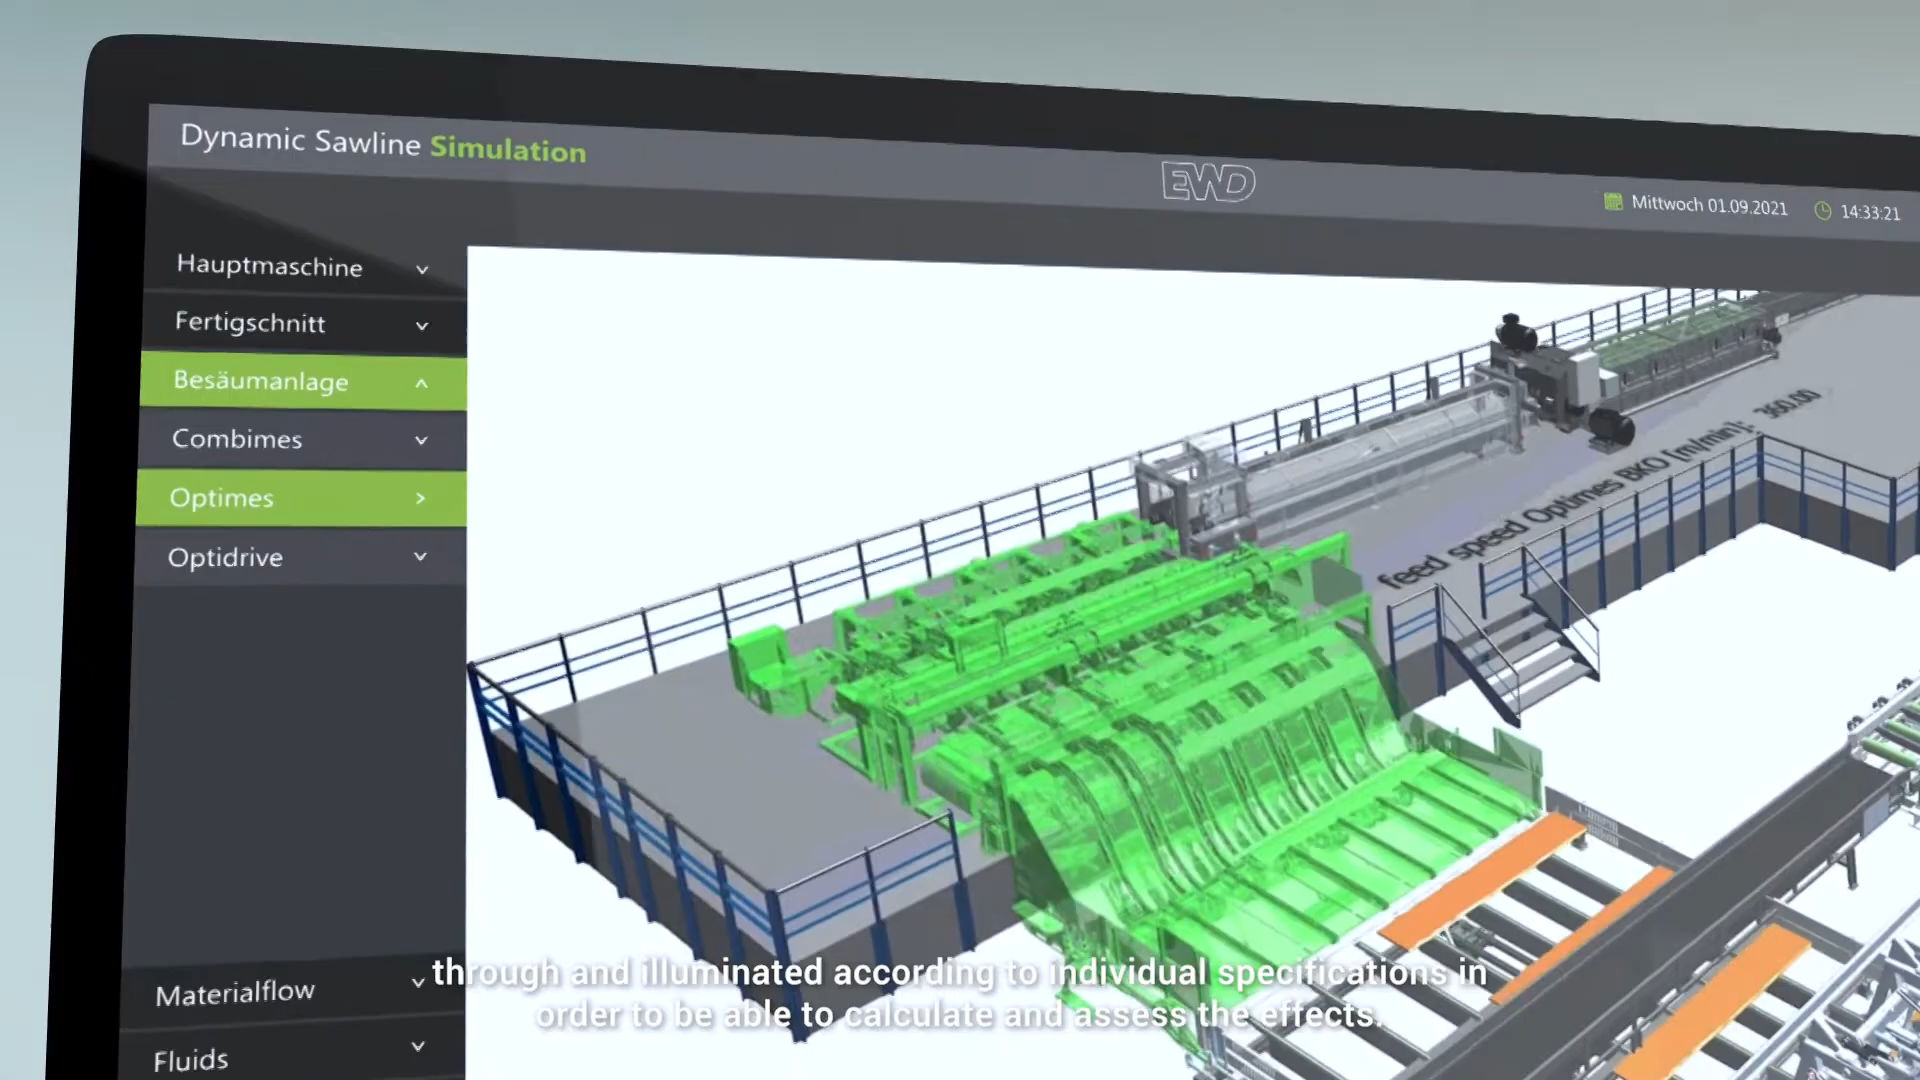 Dynamic Sawline Simulation
EWD
Mittwoch 01.09.2021
14:33:21
Hauptmaschine
Fertigschnitt
Besäumanlage
Combimes
Optimes
Optidrive
feed speed Optimes BKO [m/min]: 360.00
Materialflow
Fluids
through and illuminated according to individual specifications in
order to be able to calculate and assess the effects.